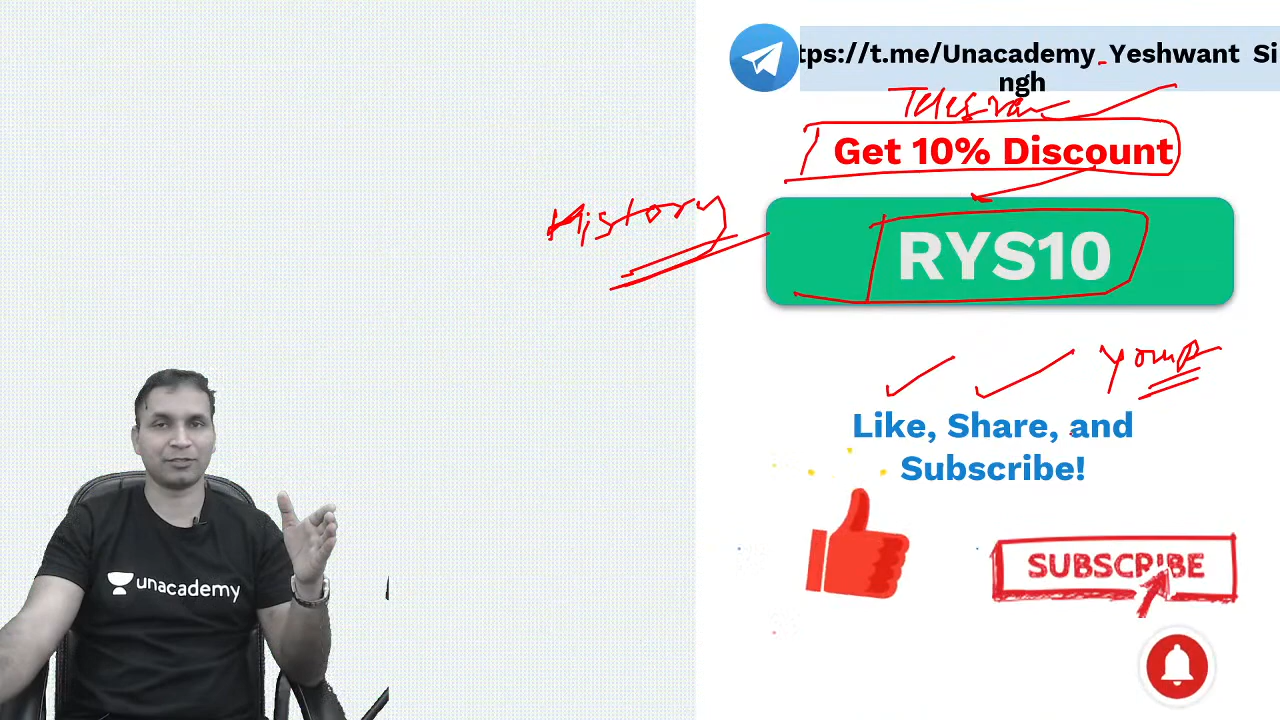 tps://t.me/Unacademy_Yeshwant Si
ngh
Telegram
Get 10% Discount
History
RYS10
Like, Share, and
Subscribe!
SUBSCRIBE
unacademy